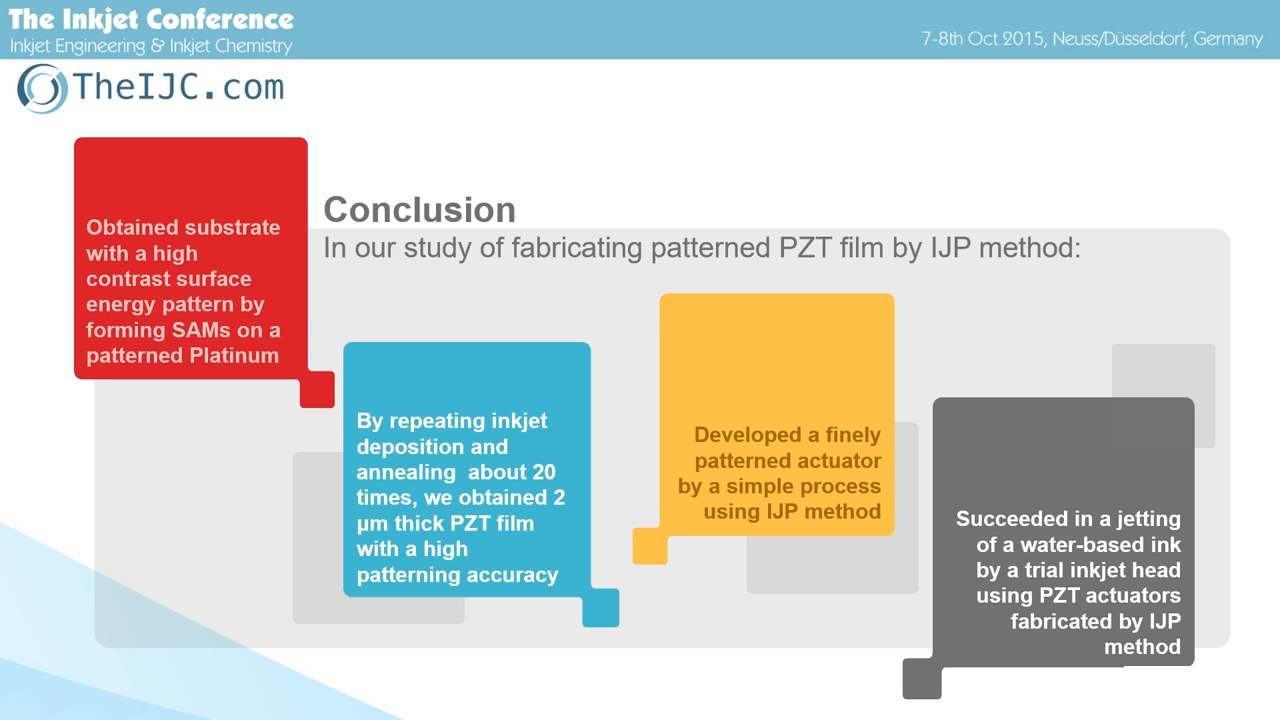 The Inkjet Conference
Inkjet Engineering & Inkjet Chemistry
7-8th Oct 2015, Neuss/Düsseldorf, Germany
TheIJC.com
Conclusion
In our study of fabricating patterned PZT film by IJP method:
Obtained substrate
with a high
contrast surface
energy pattern by
forming SAMs on a
patterned Platinum
By repeating inkjet
deposition and
annealing  about 20
times, we obtained 2
µm thick PZT film
with a high
patterning accuracy
Developed a finely
patterned actuator
by a simple process
using IJP method
Succeeded in a jetting
of a water-based ink
by a trial inkjet head
using PZT actuators
fabricated by IJP
method